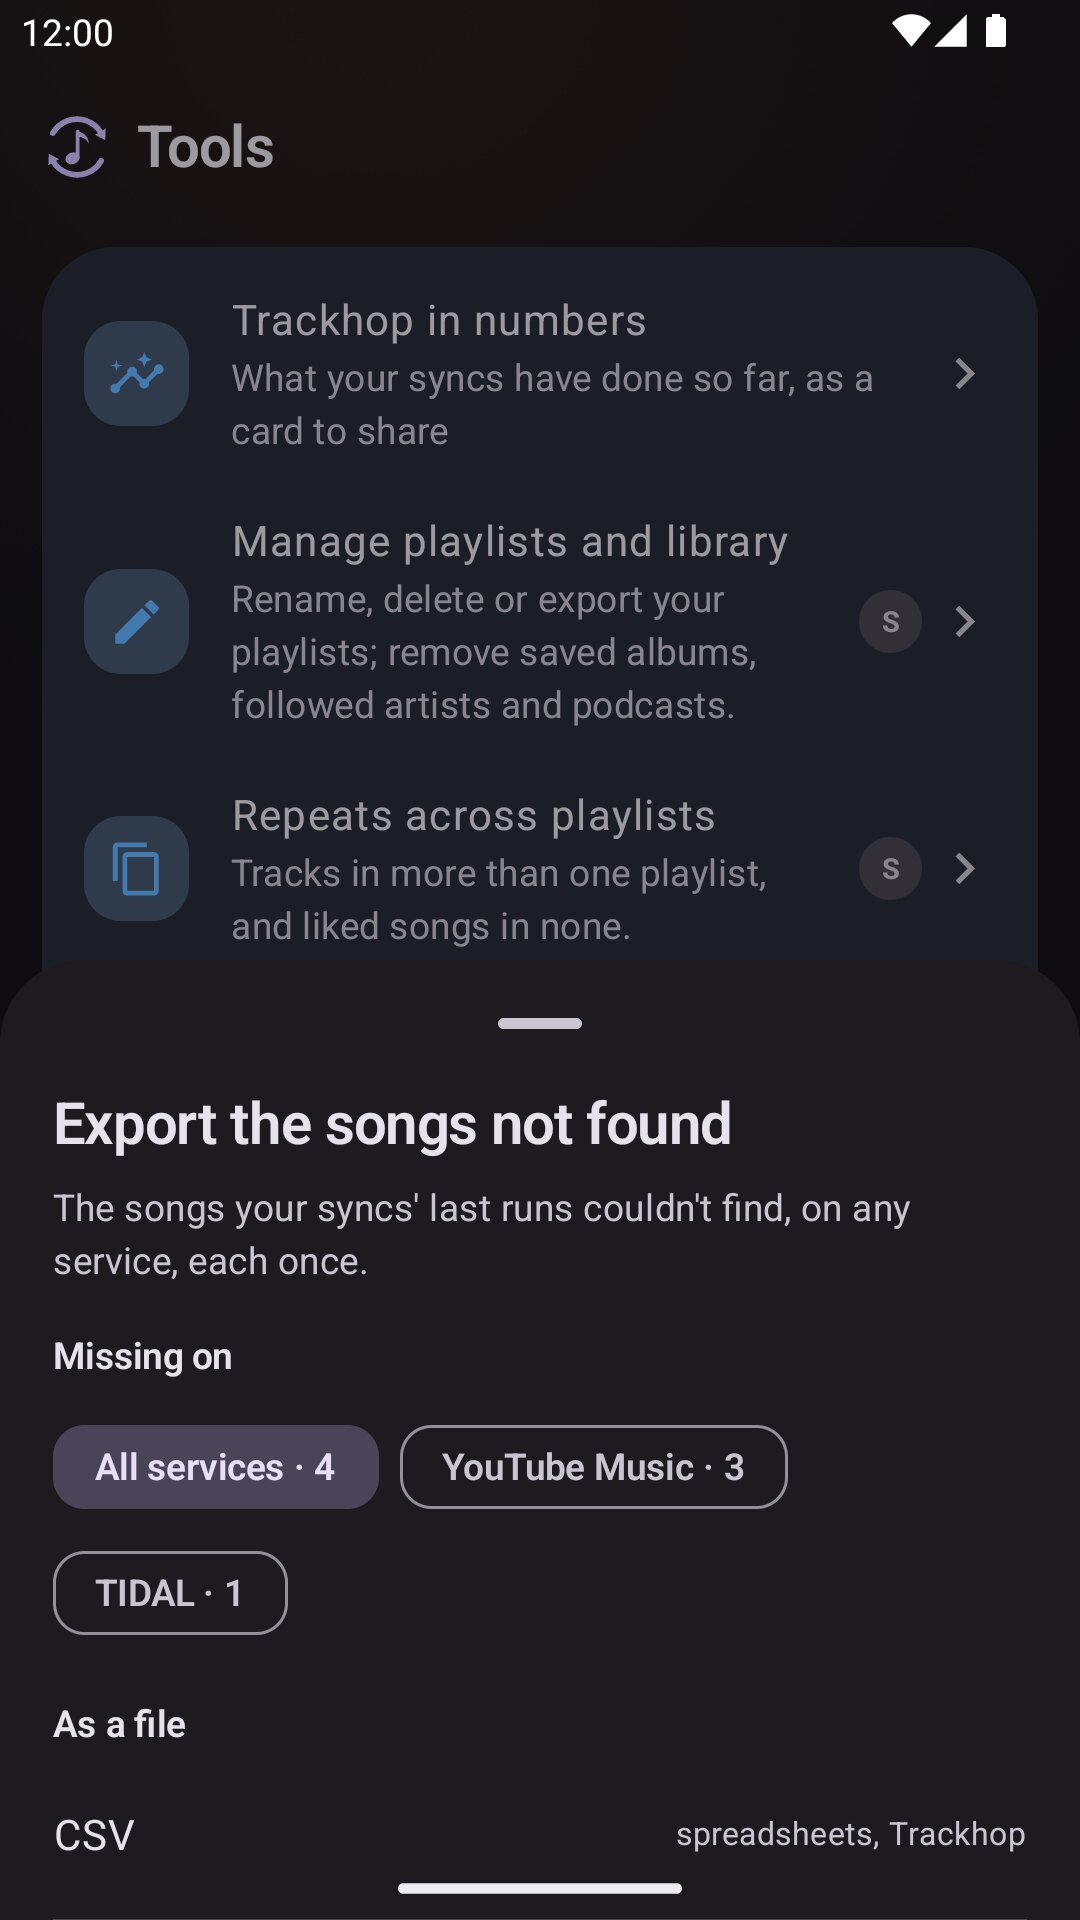 12:00
Tools
Trackhop in numbers
What your syncs have done so far, as a
card to share
Manage playlists and library
Rename, delete or export your
playlists; remove saved albums,
followed artists and podcasts.
S
Repeats across playlists
Tracks in more than one playlist,
and liked songs in none.
S
Export the songs not found
The songs your syncs' last runs couldn't find, on any
service, each once.
Missing on
All services · 4
YouTube Music · 3
TIDAL · 1
As a file
CSV
spreadsheets, Trackhop